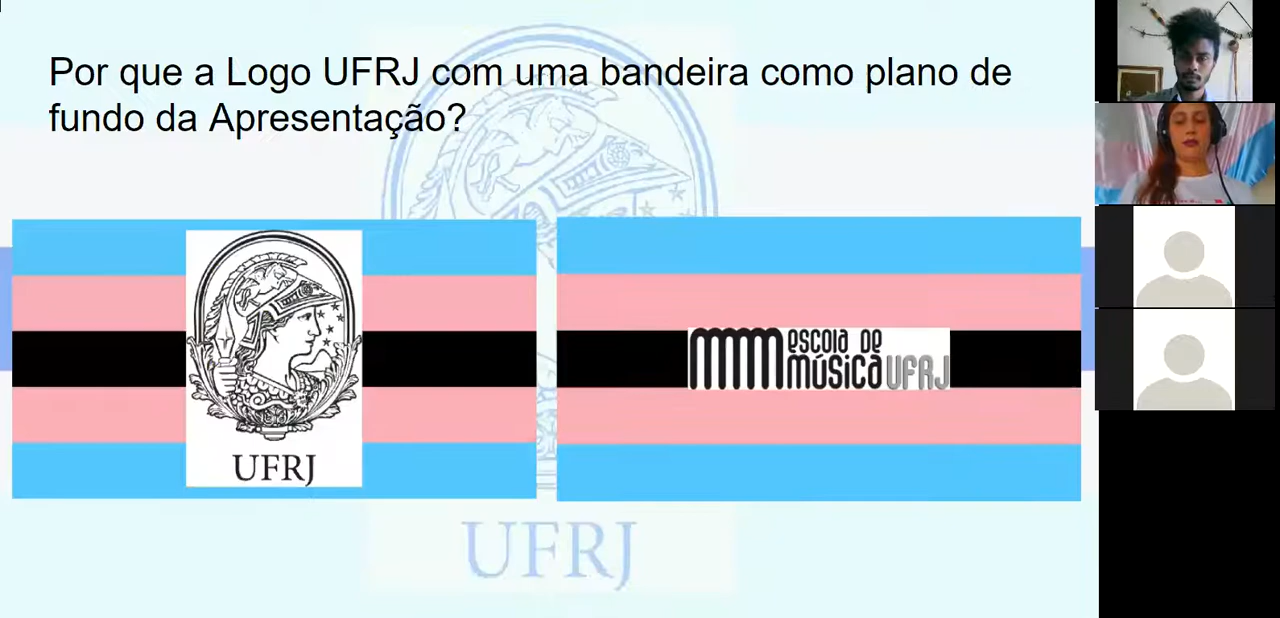 Por que a Logo UFRJ com uma bandeira como plano de
fundo da Apresentação?
UFRJ
escola de
música UFRJ
UFRJ